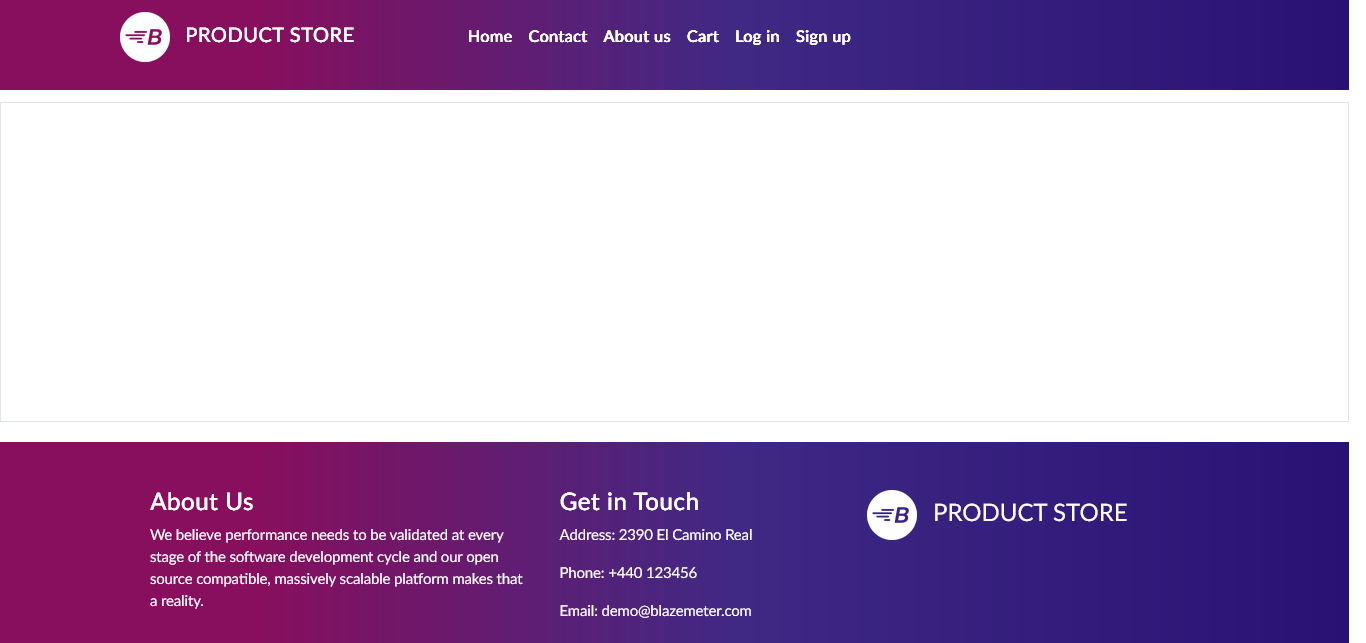 B PRODUCT STORE
Home Contact About us Cart Log in Sign up
About Us
We believe performance needs to be validated at every
stage of the software development cycle and our open
source compatible, massively scalable platform makes that
a reality.
Get in Touch
Address: 2390 El Camino Real
Phone: +440 123456
Email: demo@blazemeter.com
B PRODUCT STORE